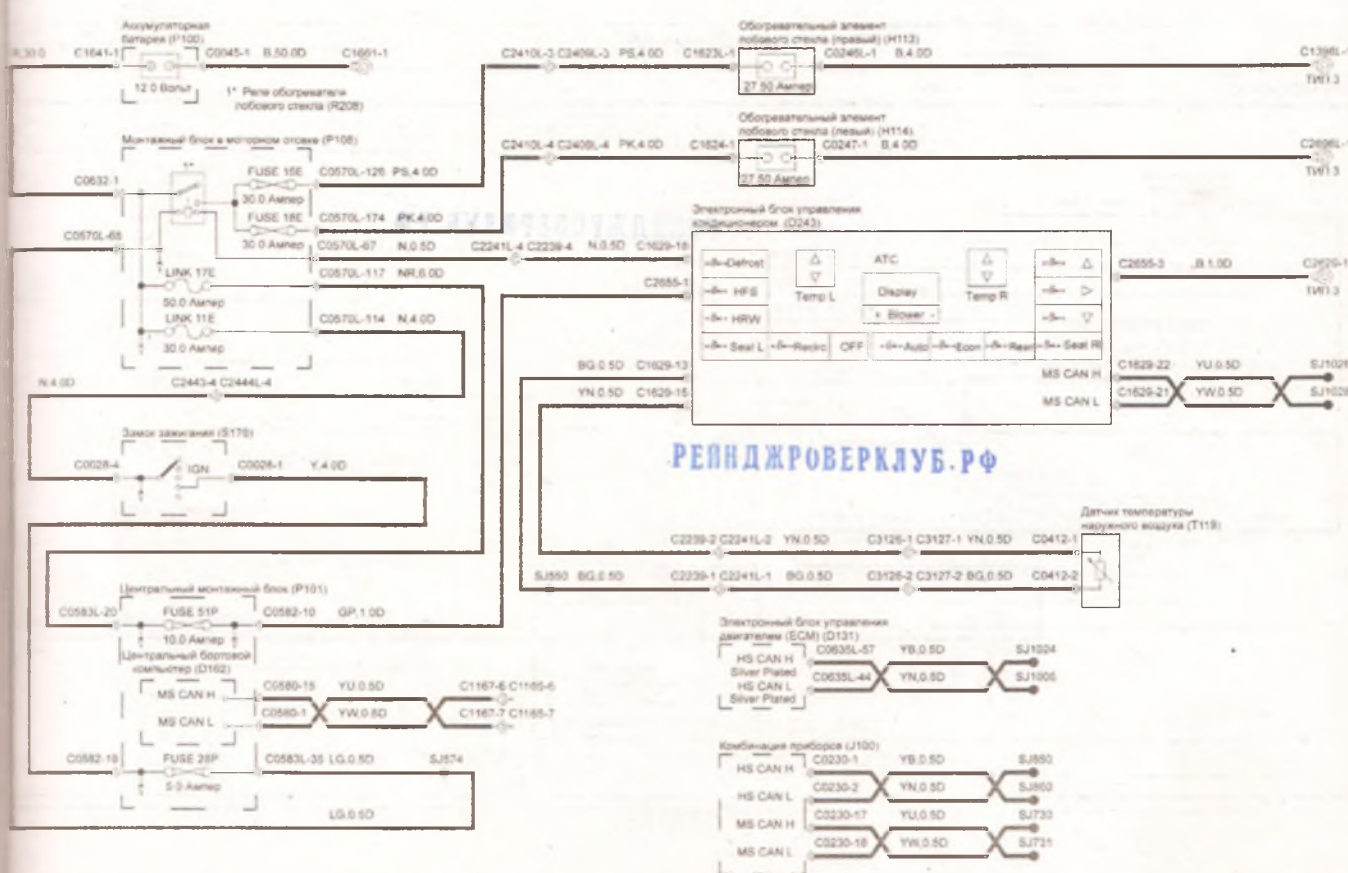 Аккумуляторная
батарея (P100)
R,30.0
C1641-1
C0045-1 B,50.0D
C1661-1
12.0 Вольт
1* Реле обогревателя
лобового стекла (R208)
C2410L-3 C2409L-3 PS,4.0D
C1623L-1
Обогревательный элемент
лобового стекла (правый) (H113)
C0246L-1 B,4.0D
27.50 Ампер
ТИП 3
Монтажный блок в моторном отсеке (P108)
C0632-1
1*
FUSE 16E
30.0 Ампер
C0570L-126 PS,4.0D
FUSE 18E
30.0 Ампер
C0570L-174 PK,4.0D
C0570L-67 N,0.5D
C2241L-4 C2239-4 N,0.5D
LINK 17E
50.0 Ампер
C0570L-117 NR,6.0D
LINK 11E
30.0 Ампер
C0570L-114 N,4.0D
C2410L-4 C2409L-4 PK,4.0D
C1624-1
Обогревательный элемент
лобового стекла (левый) (H114)
C0247-1 B,4.0D
27.50 Ампер
ТИП 3
Электронный блок управления
кондиционером (D243)
C2655-1
Defrost
HFS
HRW
Seat L
Recirc
OFF
Temp L
ATC
Display
+ Blower -
Temp R
Auto
Econ
C2655-3 B,1.0D
ТИП 3
BG,0.5D C1629-13
YN,0.5D C1629-15
MS CAN H
C1629-22 YU,0.5D
MS CAN L
C1629-21 YW,0.5D
РЕЙНДЖРОВЕРКЛУБ.РФ
N,4.0D
C2443-4 C2444L-4
Замок зажигания (S176)
C0028-4
IGN
C0028-1 Y,4.0D
Датчик температуры
наружного воздуха (T119)
C2239-2 C2241L-2 YN,0.5D
C3126-1 C3127-1 YN,0.5D
C0412-1
SJ550 BG,0.5D
C2239-1 C2241L-1 BG,0.5D
C3126-2 C3127-2 BG,0.5D
C0412-2
Центральный монтажный блок (P101)
C0583L-20
FUSE 51P
10.0 Ампер
C0582-10 GP,1.0D
Центральный бортовой
компьютер (D162)
MS CAN H
C0580-15 YU,0.5D
C1167-6 C1165-6
MS CAN L
C0580-1 YW,0.5D
C1167-7 C1165-7
C0582-19
FUSE 28P
5.0 Ампер
C0583L-35 LG,0.5D
SJ574
LG,0.5D
Электронный блок управления
двигателем (ECM) (D131)
HS CAN H
Silver Plated
C0635L-57 YB,0.5D
SJ1024
HS CAN L
Silver Plated
C0635L-44 YN,0.5D
Комбинация приборов (J100)
HS CAN H
C0230-1 YB,0.5D
HS CAN L
C0230-2 YN,0.5D
MS CAN H
C0230-17 YU,0.5D
SJ730
MS CAN L
C0230-18 YW,0.5D
SJ731